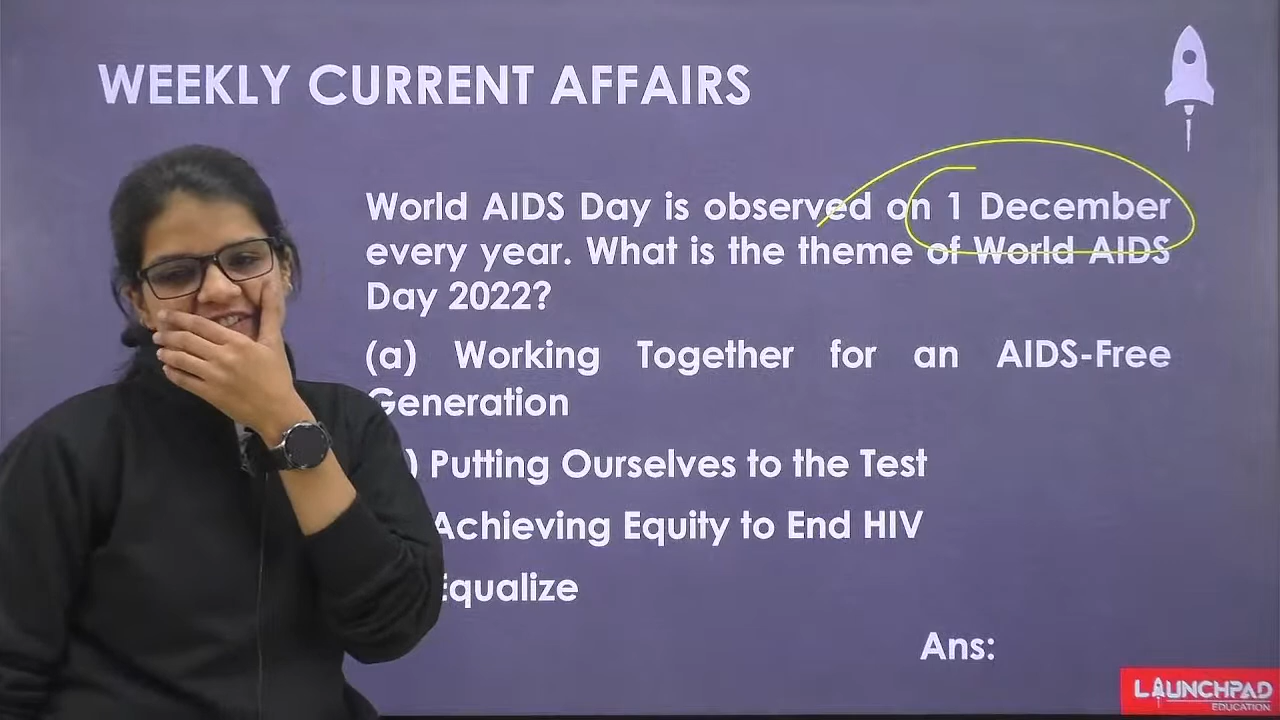 WEEKLY CURRENT AFFAIRS
World AIDS Day is observed on 1 December
every year. What is the theme of World AIDS
Day 2022?
(a) Working Together for an AIDS-Free
Generation
) Putting Ourselves to the Test
Achieving Equity to End HIV
Equalize
Ans:
LAUNCHPAD
EDUCATION